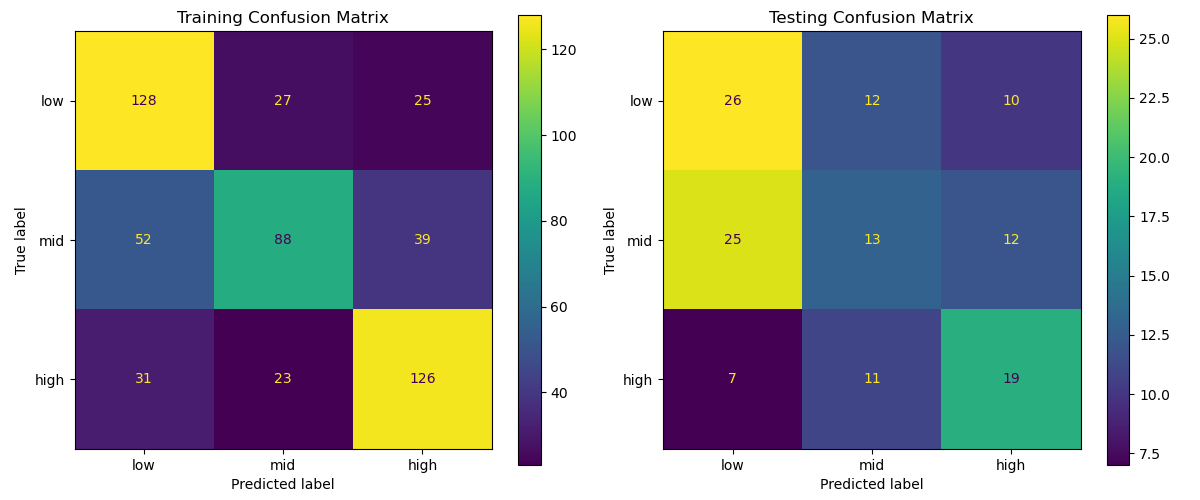 Training Confusion Matrix
True label
low
mid
high
128 27 25
52 88 39
31 23 126
low mid high
Predicted label
120
100
80
60
40
Testing Confusion Matrix
True label
low
mid
high
26 12 10
25 13 12
7 11 19
low mid high
Predicted label
25.0
22.5
20.0
17.5
15.0
12.5
10.0
7.5